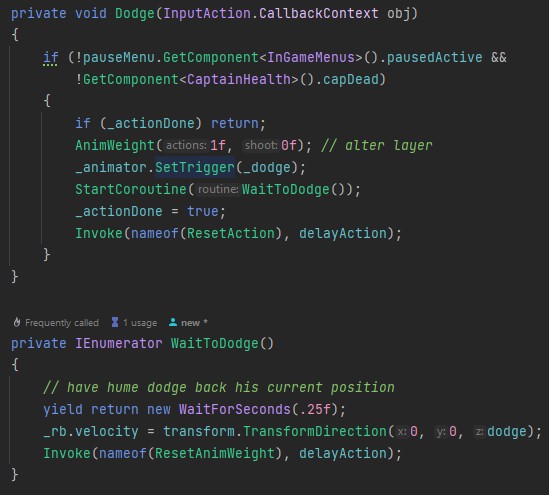 private void Dodge(InputAction.CallbackContext obj)
{
if (!pauseMenu.GetComponent<InGameMenus>().pausedActive &&
!GetComponent<CaptainHealth>().capDead)
{
if (_actionDone) return;
AnimWeight( actions: 1f, shoot: 0f); // alter layer
_animator.SetTrigger(_dodge);
StartCoroutine( routine: WaitToDodge());
_actionDone = true;
Invoke(nameof(ResetAction), delayAction);
}
}
Frequently called 1 usage new *
private IEnumerator WaitToDodge()
{
// have hume dodge back his current position
yield return new WaitForSeconds(.25f);
_rb.velocity = transform.TransformDirection( x: 0, y: 0, z: dodge);
Invoke(nameof(ResetAnimWeight), delayAction);
}